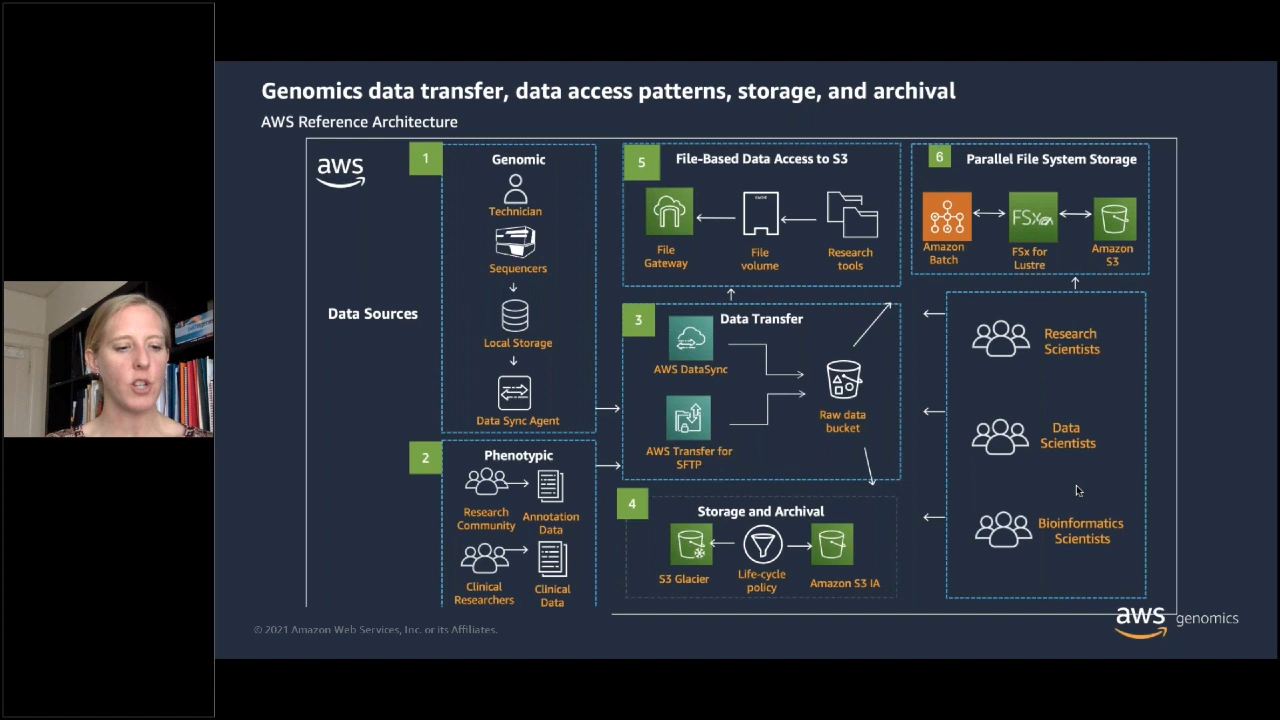 Genomics data transfer, data access patterns, storage, and archival
AWS Reference Architecture
aws
Data Sources
1
Genomic
Technician
Sequencers
Local Storage
Data Sync Agent
2
Phenotypic
Research
Community
Annotation
Data
Clinical
Researchers
Clinical
Data
5
File-Based Data Access to S3
File
Gateway
File
volume
Research
tools
3
Data Transfer
AWS DataSync
AWS Transfer for
SFTP
Raw data
bucket
4
Storage and Archival
S3 Glacier
Life-cycle
policy
Amazon S3 IA
6
Parallel File System Storage
Amazon
Batch
FSx
FSx for
Lustre
Amazon
S3
Research
Scientists
Data
Scientists
Bioinformatics
Scientists
© 2021 Amazon Web Services, Inc. or its Affiliates.
aws genomics